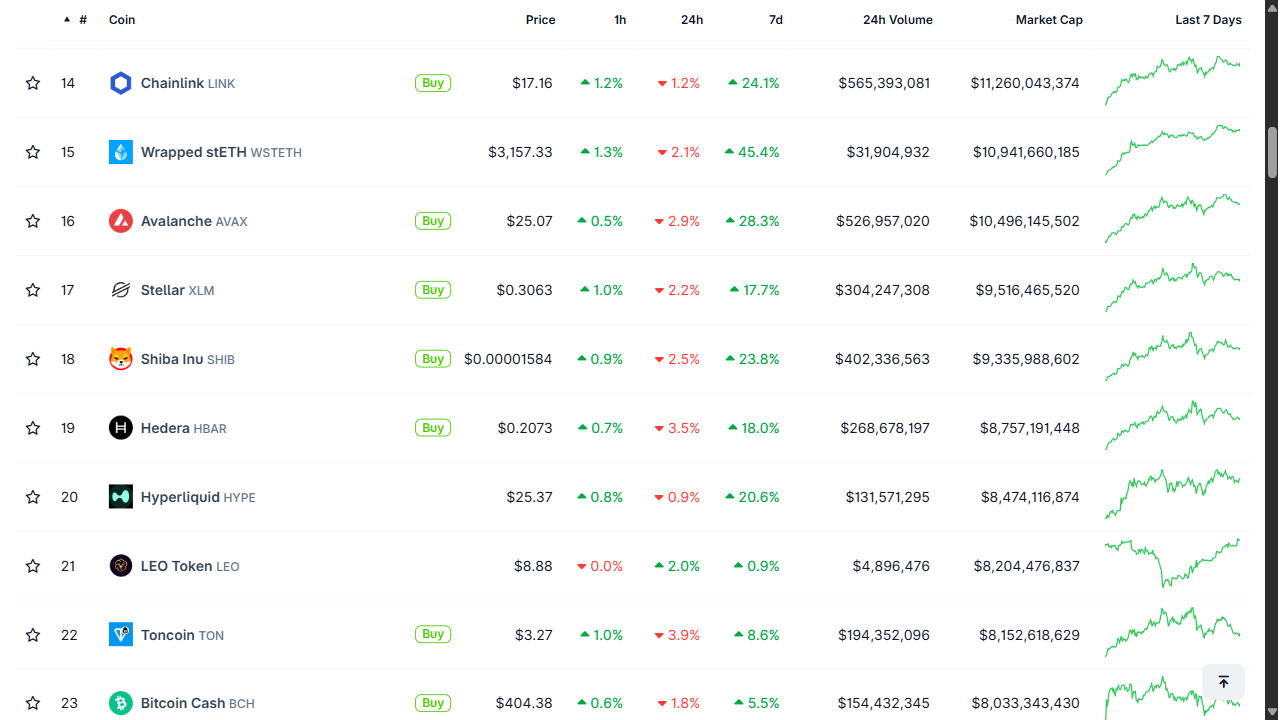 # Coin Price 1h 24h 7d 24h Volume Market Cap Last 7 Days
14 Chainlink LINK Buy $17.16 1.2% 1.2% 24.1% $565,393,081 $11,260,043,374
15 Wrapped stETH WSTETH $3,157.33 1.3% 2.1% 45.4% $31,904,932 $10,941,660,185
16 Avalanche AVAX Buy $25.07 0.5% 2.9% 28.3% $526,957,020 $10,496,145,502
17 Stellar XLM Buy $0.3063 1.0% 2.2% 17.7% $304,247,308 $9,516,465,520
18 Shiba Inu SHIB Buy $0.00001584 0.9% 2.5% 23.8% $402,336,563 $9,335,988,602
19 Hedera HBAR Buy $0.2073 0.7% 3.5% 18.0% $268,678,197 $8,757,191,448
20 Hyperliquid HYPE $25.37 0.8% 0.9% 20.6% $131,571,295 $8,474,116,874
21 LEO Token LEO $8.88 0.0% 2.0% 0.9% $4,896,476 $8,204,476,837
22 Toncoin TON Buy $3.27 1.0% 3.9% 8.6% $194,352,096 $8,152,618,629
23 Bitcoin Cash BCH Buy $404.38 0.6% 1.8% 5.5% $154,432,345 $8,033,343,430